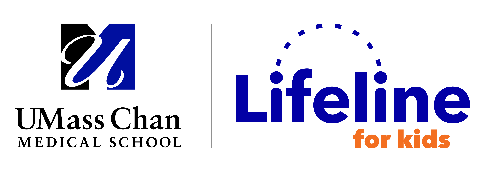 U
UMass Chan
MEDICAL SCHOOL
Lifeline
for kids